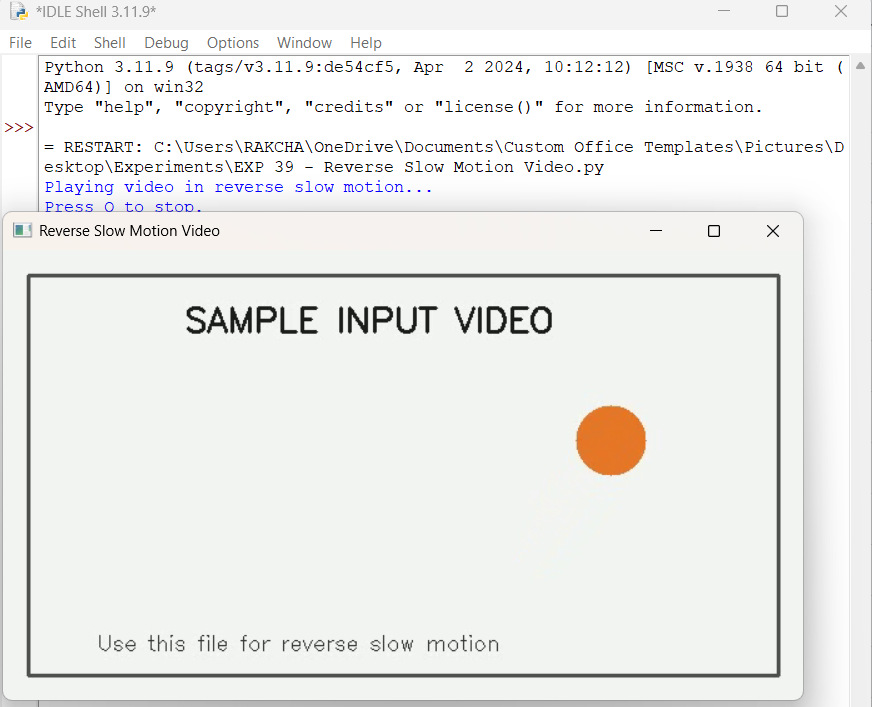 *IDLE Shell 3.11.9*
File Edit Shell Debug Options Window Help
Python 3.11.9 (tags/v3.11.9:de54cf5, Apr  2 2024, 10:12:12) [MSC v.1938 64 bit (
AMD64)] on win32
Type "help", "copyright", "credits" or "license()" for more information.
>>>
= RESTART: C:\Users\RAKCHA\OneDrive\Documents\Custom Office Templates\Pictures\D
esktop\Experiments\EXP 39 - Reverse Slow Motion Video.py
Playing video in reverse slow motion...
Press Q to stop.
Reverse Slow Motion Video
SAMPLE INPUT VIDEO
Use this file for reverse slow motion